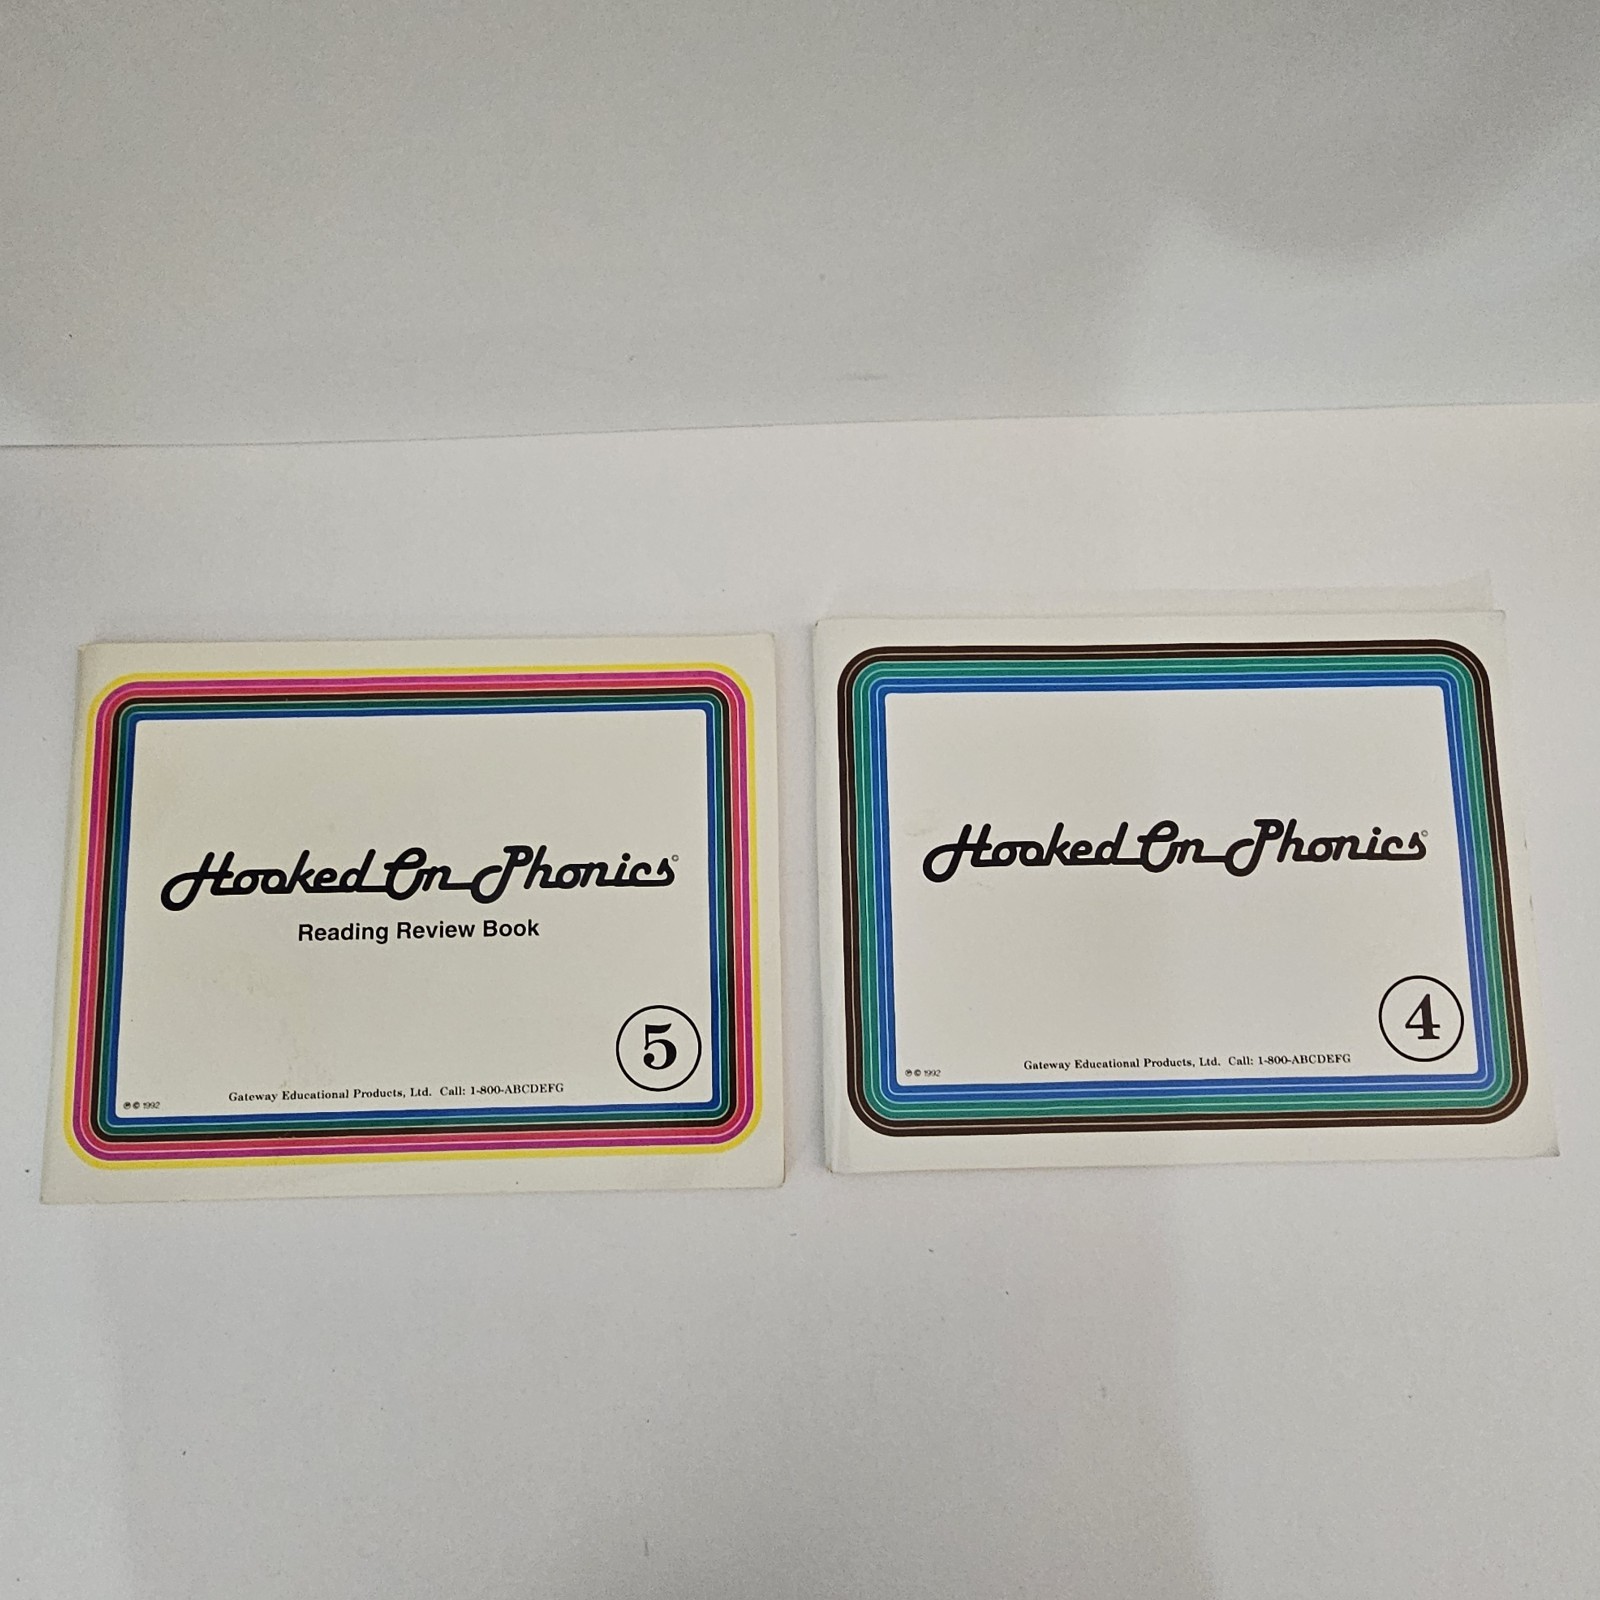 Hooked On Phonics©
Reading Review Book
5
Gateway Educational Products, Ltd. Call: 1-800-ABCDEFG
℗ © 1992
Hooked On Phonics©
4
Gateway Educational Products, Ltd. Call: 1-800-ABCDEFG
℗ © 1992